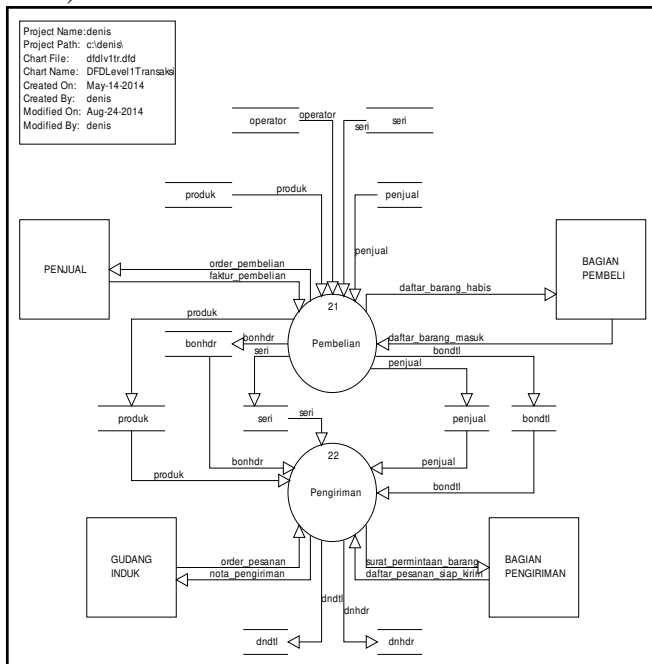 Project Name: denis
Project Path: c:\denis\
Chart File: dfdlv1tr.dfd
Chart Name: DFDLevel1Transaksi
Created On: May-14-2014
Created By: denis
Modified On: Aug-24-2014
Modified By: denis
operator
operator
seri
seri
produk
produk
penjual
penjual
PENJUAL
order_pembelian
faktur_pembelian
BAGIAN
PEMBELI
daftar_barang_habis
daftar_barang_masuk
21
Pembelian
produk
bonhdr
bonhdr
seri
bondtl
penjual
produk
seri
seri
penjual
bondtl
22
Pengiriman
bonhdr
produk
penjual
bondtl
GUDANG
INDUK
order_pesanan
nota_pengiriman
surat_permintaan_barang
daftar_pesanan_siap_kirim
BAGIAN
PENGIRIMAN
dndtl
dnhdr
dndtl
dnhdr